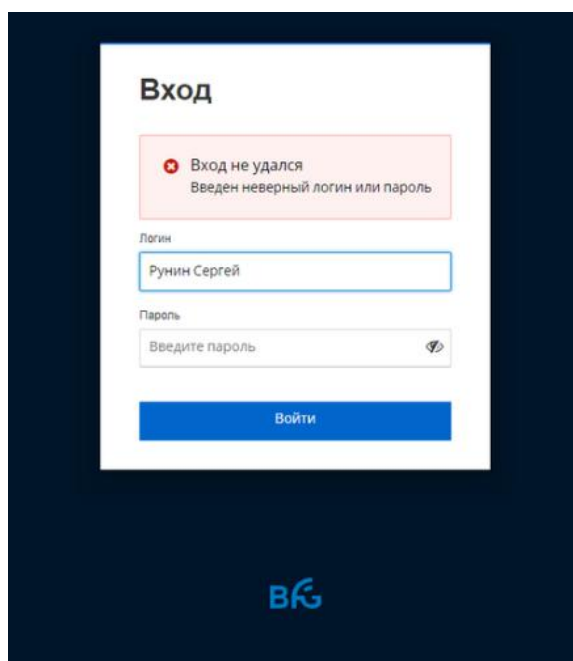 Вход
Вход не удался
Введен неверный логин или пароль
Логин
Рунин Сергей
Пароль
Введите пароль
Войти
BFG